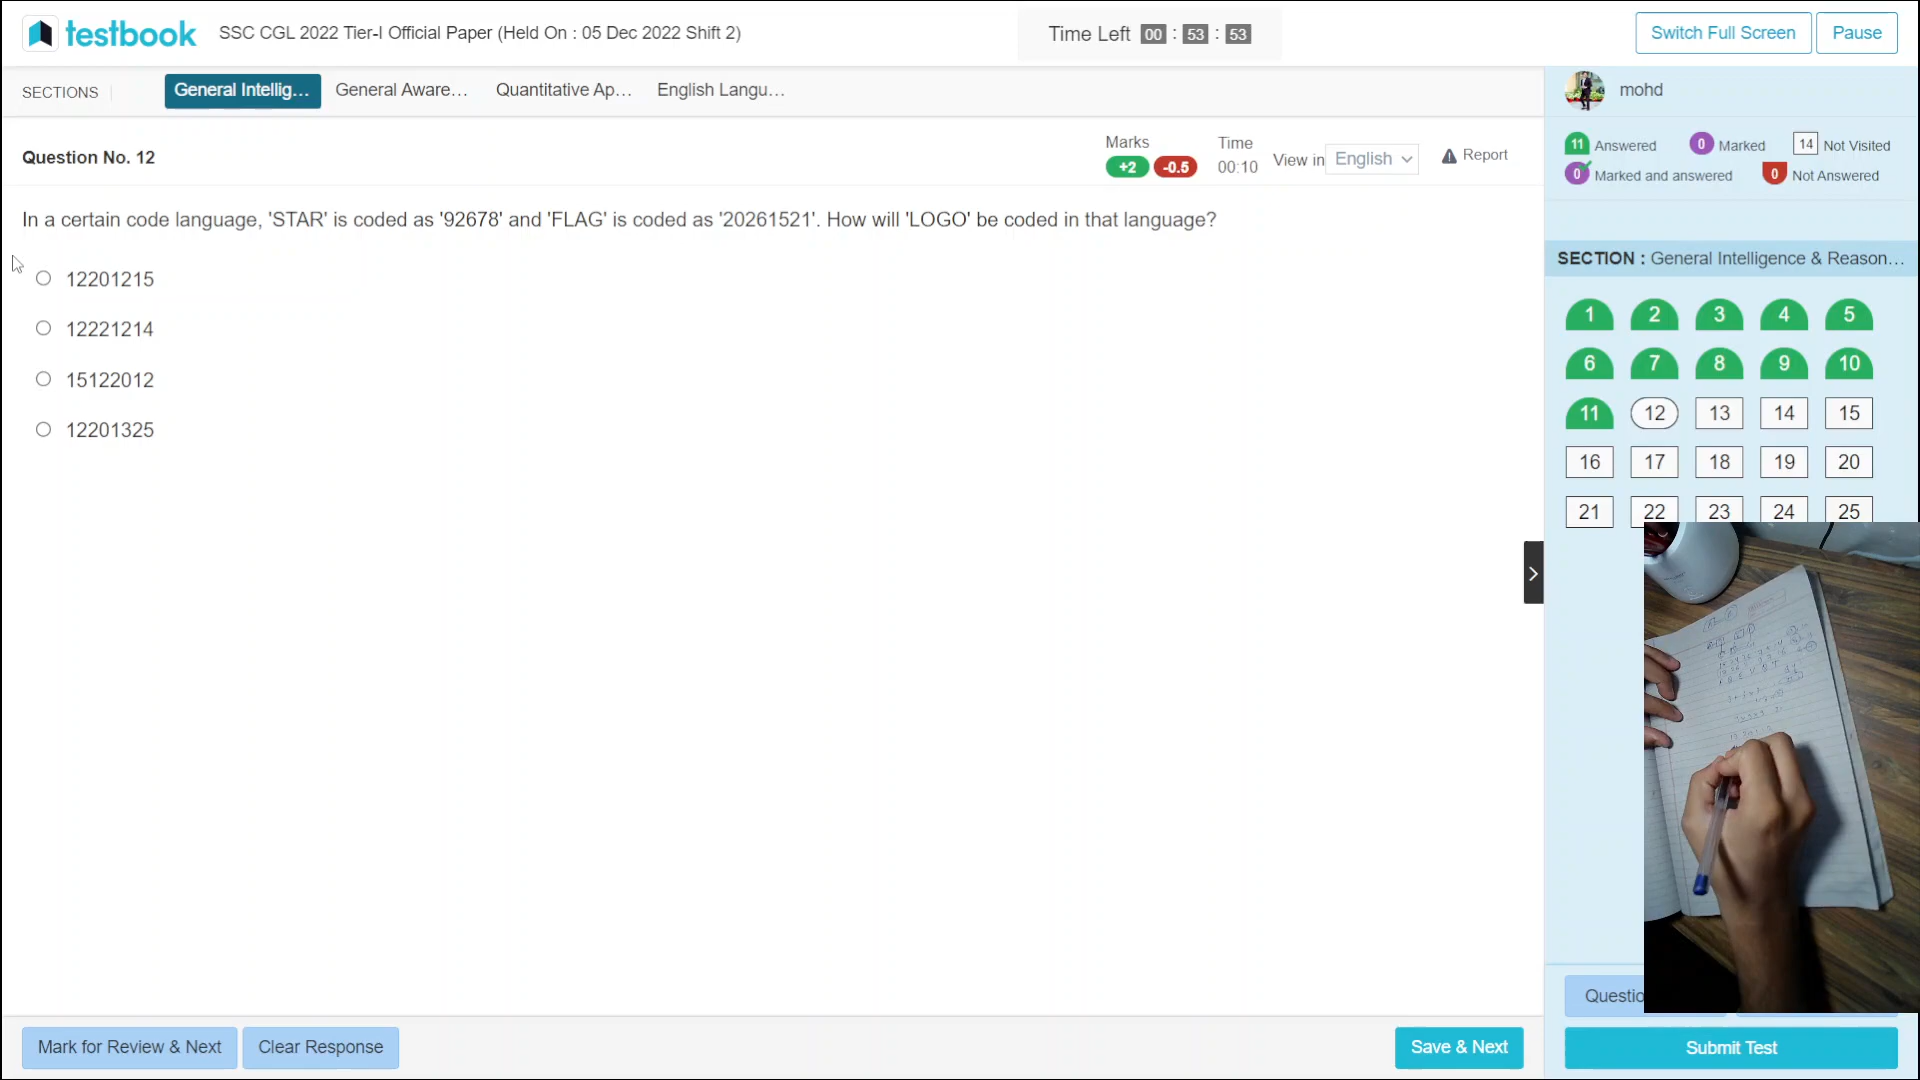 testbook
SSC CGL 2022 Tier-I Official Paper (Held On : 05 Dec 2022 Shift 2)
Time Left 00 : 53 : 53
Switch Full Screen
Pause
SECTIONS
General Intellig...
General Aware...
Quantitative Ap...
English Langu...
mohd
Question No. 12
Marks
+2 -0.5
Time
00:10
View in English
Report
11 Answered
0 Marked
14 Not Visited
0 Marked and answered
0 Not Answered
In a certain code language, 'STAR' is coded as '92678' and 'FLAG' is coded as '20261521'. How will 'LOGO' be coded in that language?
12201215
12221214
15122012
12201325
SECTION : General Intelligence & Reason...
1 2 3 4 5
6 7 8 9 10
11 12 13 14 15
16 17 18 19 20
21 22 23 24 25
Mark for Review & Next
Clear Response
Save & Next
Questio
Submit Test